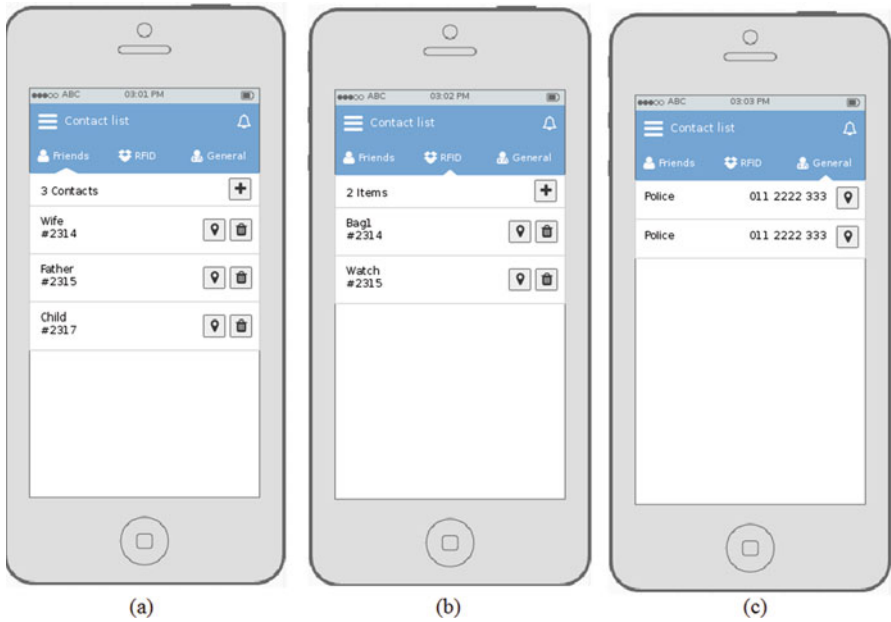 ABC 03:01 PM
Contact list
Friends RFID General
3 Contacts
Wife
#2314
Father
#2315
Child
#2317
(a)
ABC 03:02 PM
Contact list
Friends RFID General
2 Items
Bag1
#2314
Watch
#2315
(b)
ABC 03:03 PM
Contact list
Friends RFID General
Police 011 2222 333
Police 011 2222 333
(c)